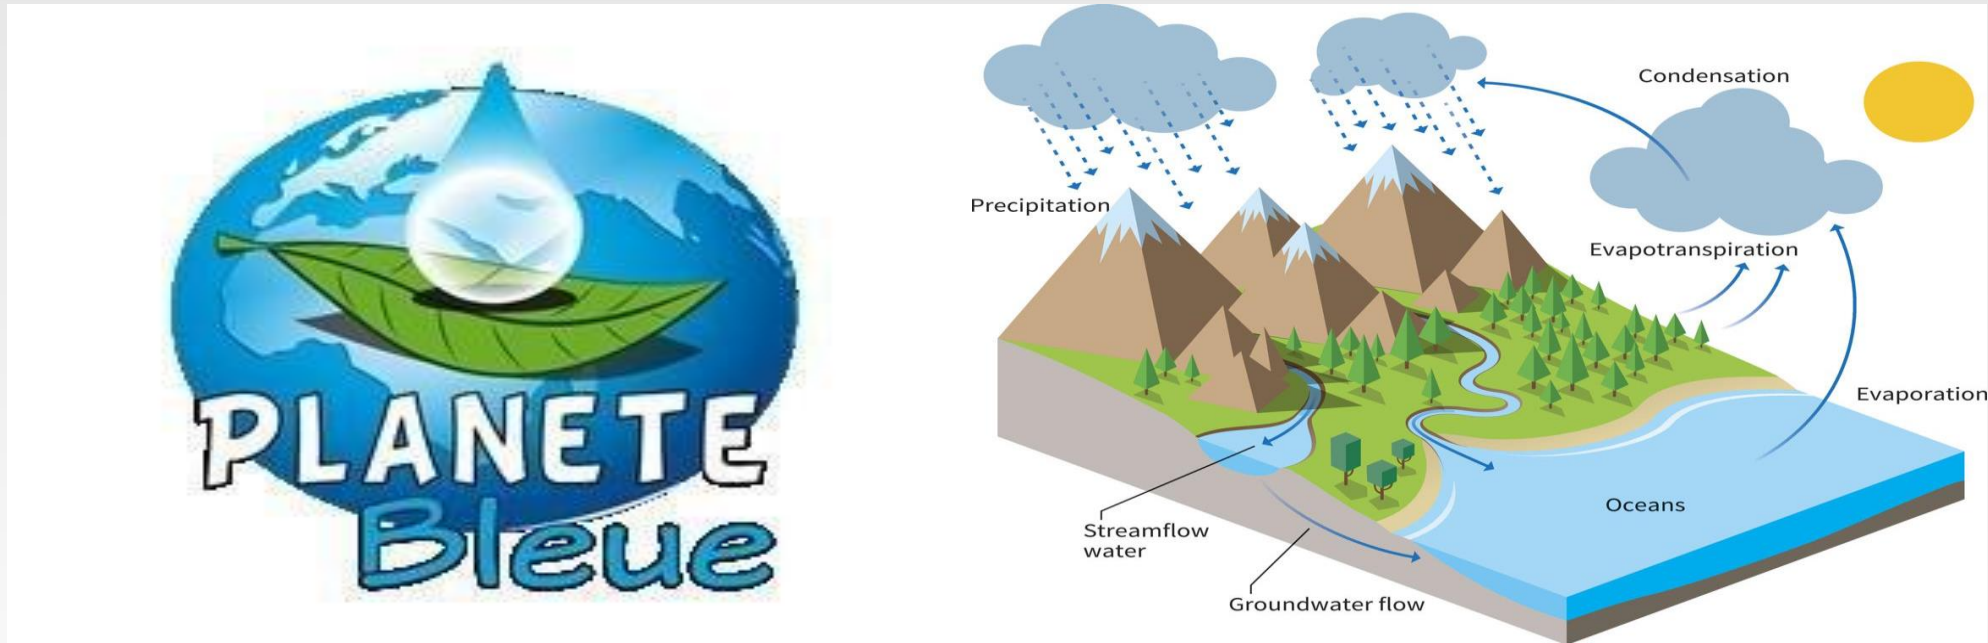 PLANETE
Bleue
Condensation
Precipitation
Evapotranspiration
Evaporation
Oceans
Streamflow
water
Groundwater flow